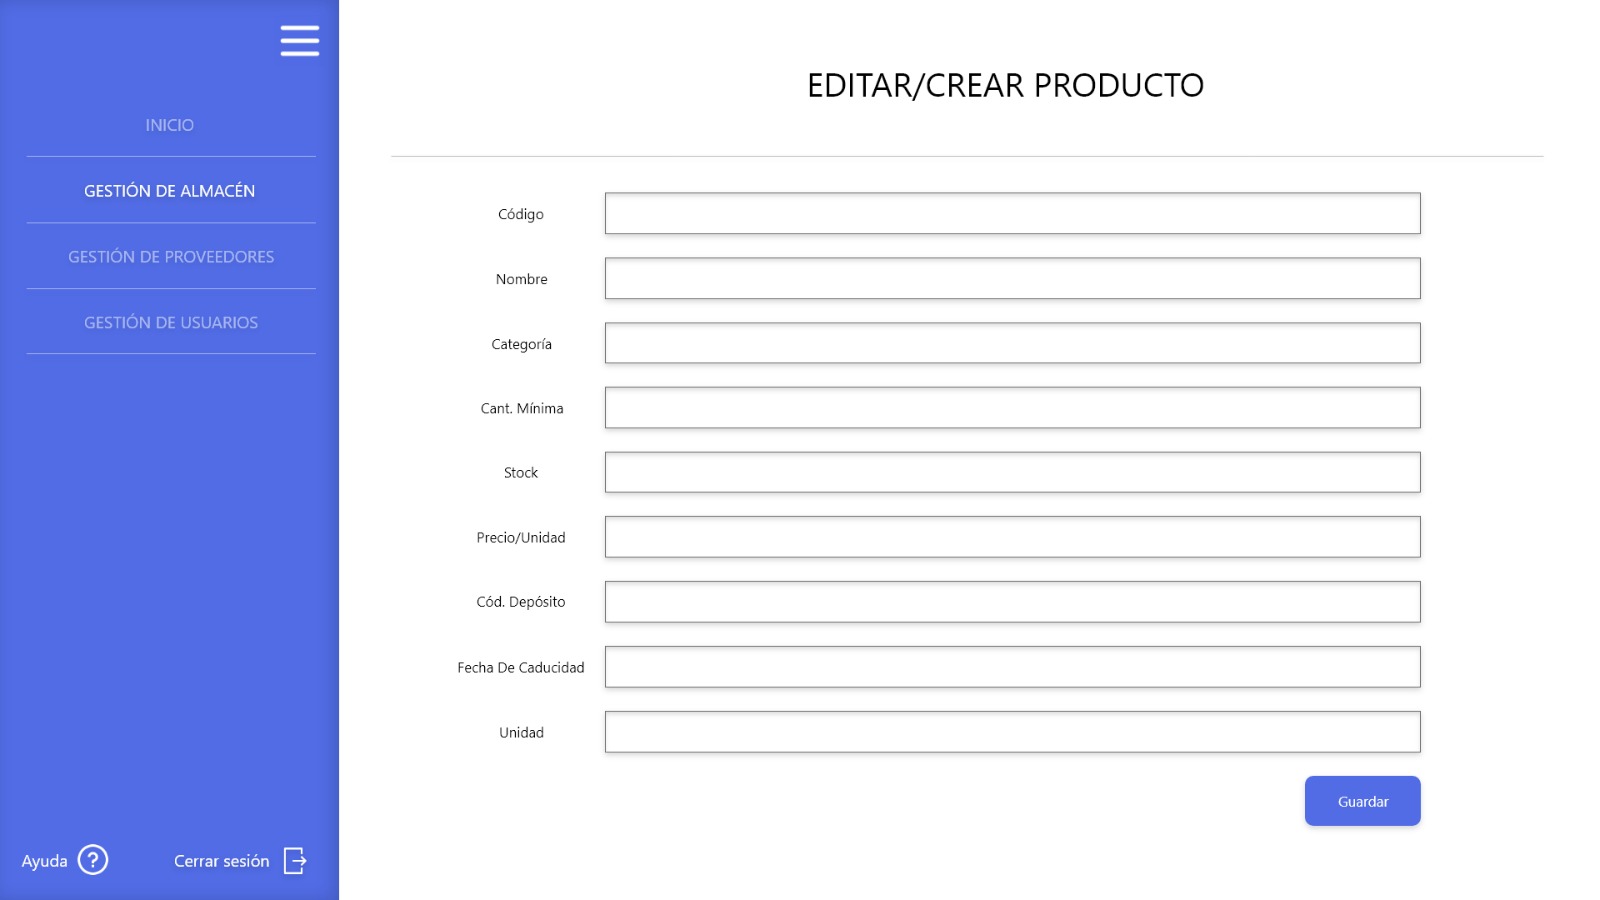 INICIO
GESTIÓN DE ALMACÉN
GESTIÓN DE PROVEEDORES
GESTIÓN DE USUARIOS
Ayuda ?
Cerrar sesión
EDITAR/CREAR PRODUCTO
Código
Nombre
Categoría
Cant. Mínima
Stock
Precio/Unidad
Cód. Depósito
Fecha De Caducidad
Unidad
Guardar